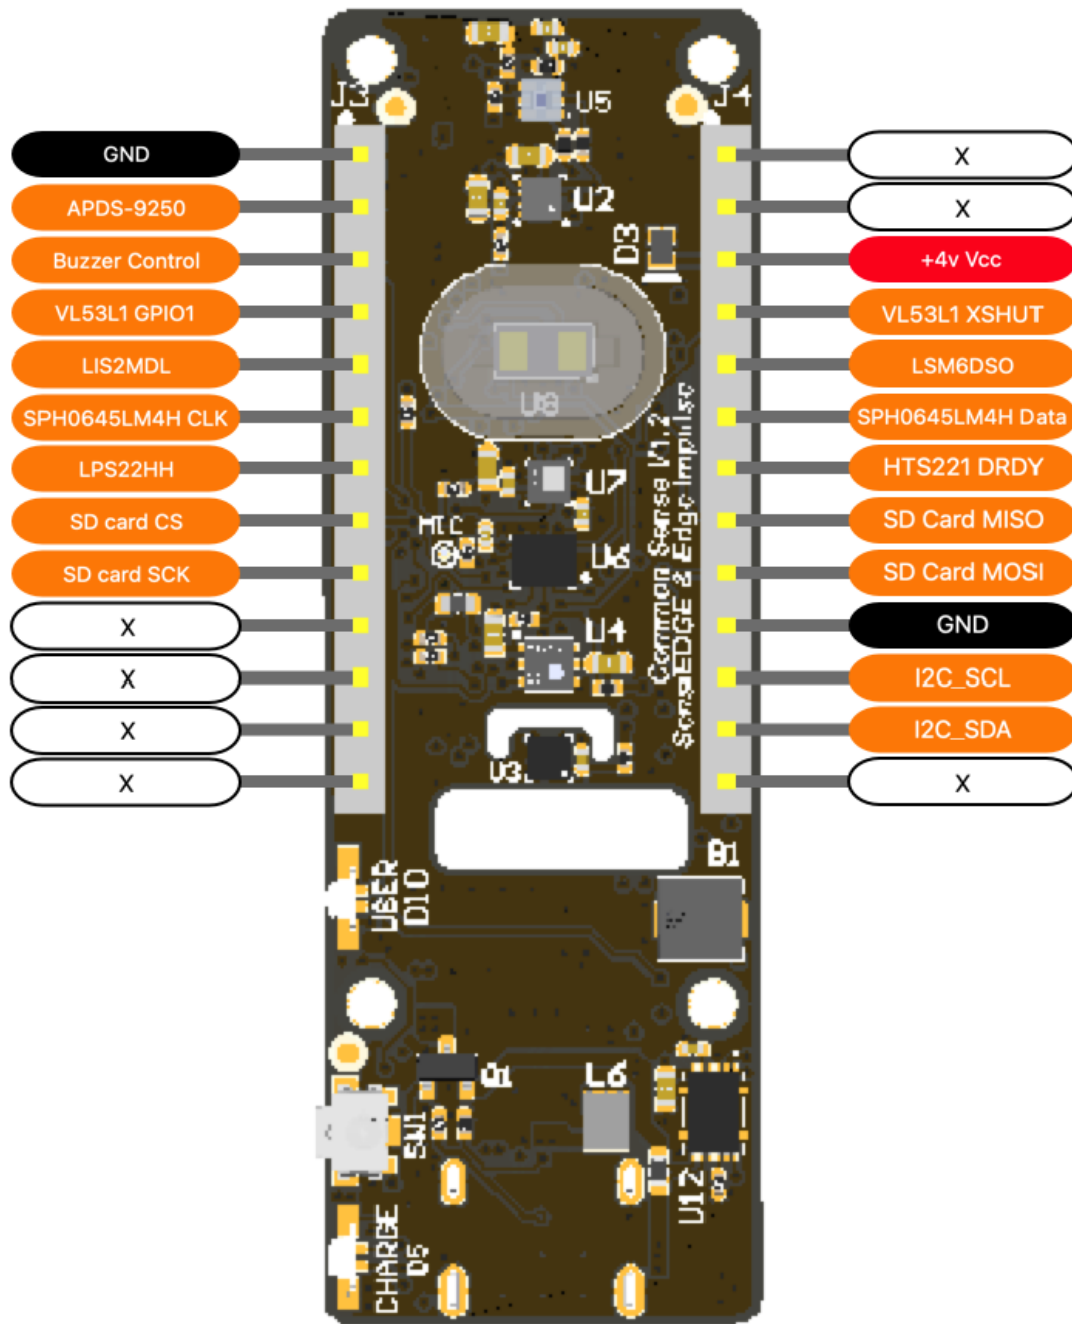 J3
J4
U5
GND
X
APDS-9250
X
U2
Buzzer Control
D3
+4v Vcc
VL53L1 GPIO1
VL53L1 XSHUT
LIS2MDL
LSM6DSO
U8
SPH0645LM4H CLK
SPH0645LM4H Data
LPS22HH
U7
HTS221 DRDY
SD card CS
MIC
SD Card MISO
SD card SCK
U6
SD Card MOSI
Common Sense V1.2
SensEDGE & Edge Impulse
X
U4
GND
X
I2C_SCL
X
I2C_SDA
U3
X
X
B1
UBER
D10
Q1
L6
SW1
U12
CHARGE
D5